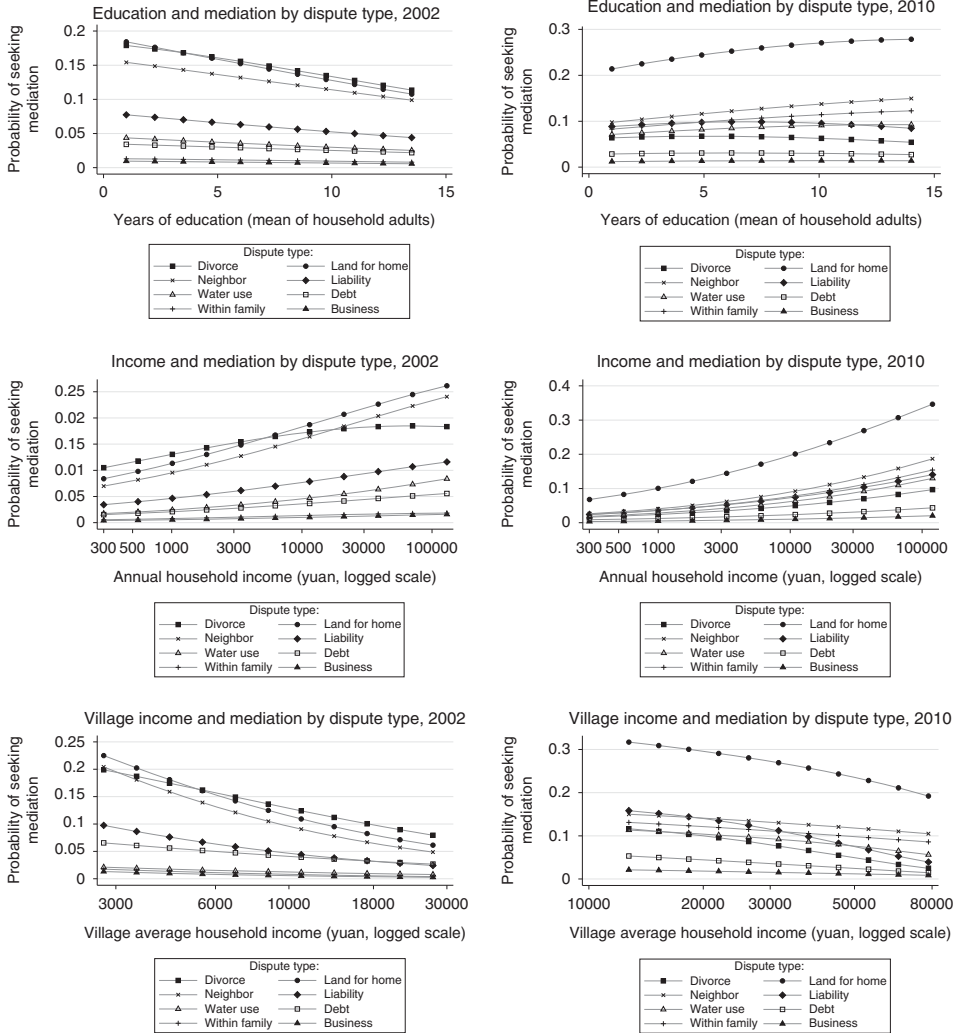 Education and mediation by dispute type, 2002
Probability of seeking
mediation
0.2
0.15
0.1
0.05
0
0 5 10 15
Years of education (mean of household adults)
Dispute type:
Divorce Land for home
Neighbor Liability
Water use Debt
Within family Business
Education and mediation by dispute type, 2010
Probability of seeking
mediation
0.3
0.2
0.1
0
0 5 10 15
Years of education (mean of household adults)
Dispute type:
Divorce Land for home
Neighbor Liability
Water use Debt
Within family Business
Income and mediation by dispute type, 2002
Probability of seeking
mediation
0.25
0.02
0.015
0.01
0.05
0
300 500 1000 3000 10000 30000 100000
Annual household income (yuan, logged scale)
Dispute type:
Divorce Land for home
Neighbor Liability
Water use Debt
Within family Business
Income and mediation by dispute type, 2010
Probability of seeking
mediation
0.4
0.3
0.2
0.1
0
300 500 1000 3000 10000 30000 100000
Annual household income (yuan, logged scale)
Dispute type:
Divorce Land for home
Neighbor Liability
Water use Debt
Within family Business
Village income and mediation by dispute type, 2002
Probability of seeking
mediation
0.25
0.2
0.15
0.1
0.05
0
3000 6000 10000 18000 30000
Village average household income (yuan, logged scale)
Dispute type:
Divorce Land for home
Neighbor Liability
Water use Debt
Within family Business
Village income and mediation by dispute type, 2010
Probability of seeking
mediation
0.3
0.2
0.1
0
10000 20000 30000 50000 80000
Village average household income (yuan, logged scale)
Dispute type:
Divorce Land for home
Neighbor Liability
Water use Debt
Within family Business